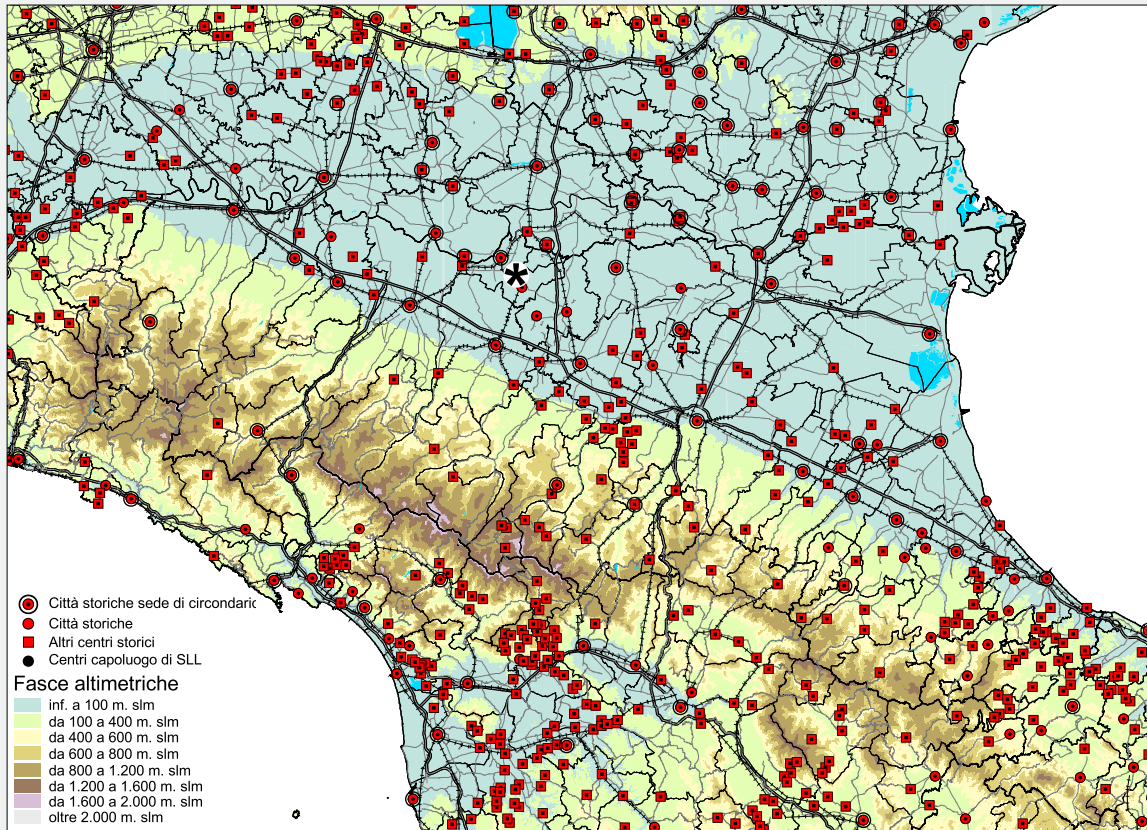 Città storiche sede di circondario
Città storiche
Altri centri storici
Centri capoluogo di SLL
Fasce altimetriche
inf. a 100 m. slm
da 100 a 400 m. slm
da 400 a 600 m. slm
da 600 a 800 m. slm
da 800 a 1.200 m. slm
da 1.200 a 1.600 m. slm
da 1.600 a 2.000 m. slm
oltre 2.000 m. slm